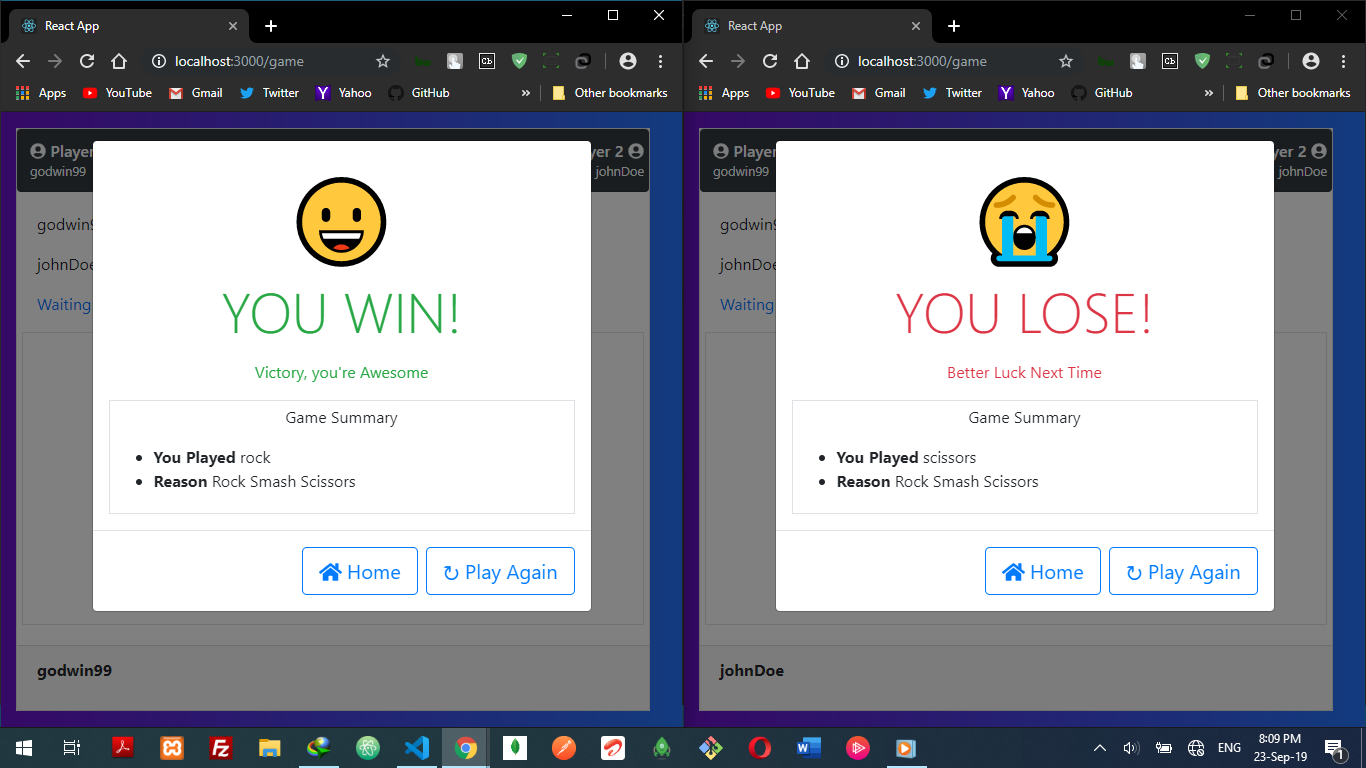 React App
localhost:3000/game
Apps YouTube Gmail Twitter Yahoo GitHub » Other bookmarks
Player
godwin99
yer 2
johnDoe
godwin9
johnDoe
Waiting
YOU WIN!
Victory, you're Awesome
Game Summary
You Played rock
Reason Rock Smash Scissors
Home
↻ Play Again
godwin99
React App
localhost:3000/game
Apps YouTube Gmail Twitter Yahoo GitHub » Other bookmarks
Player
godwin99
yer 2
johnDoe
godwin9
johnDoe
Waiting
YOU LOSE!
Better Luck Next Time
Game Summary
You Played scissors
Reason Rock Smash Scissors
Home
↻ Play Again
johnDoe
ENG
8:09 PM
23-Sep-19
1